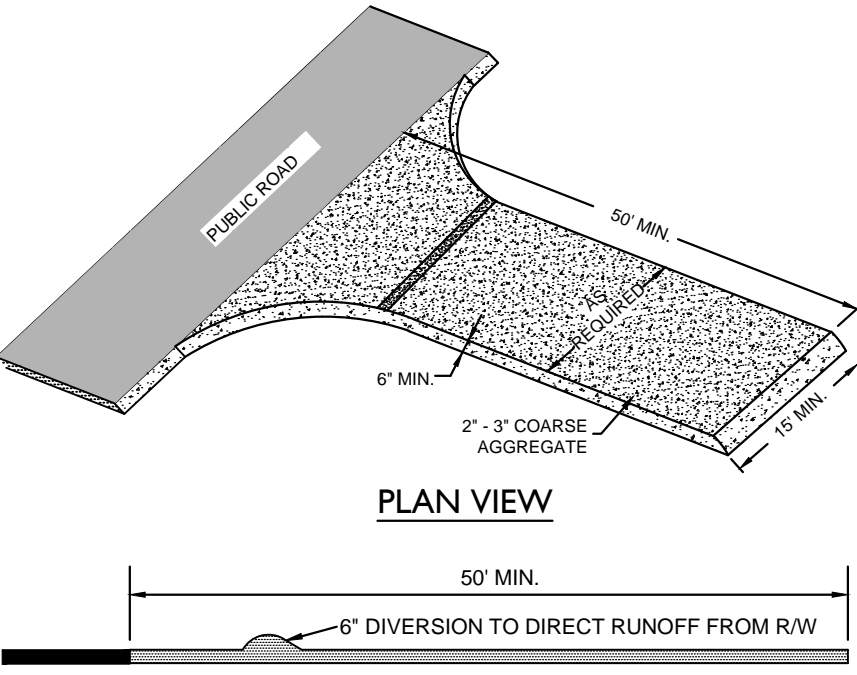 PUBLIC ROAD
50' MIN.
AS
REQUIRED
6" MIN.
2" - 3" COARSE
AGGREGATE
15' MIN.
PLAN VIEW
50' MIN.
6" DIVERSION TO DIRECT RUNOFF FROM R/W